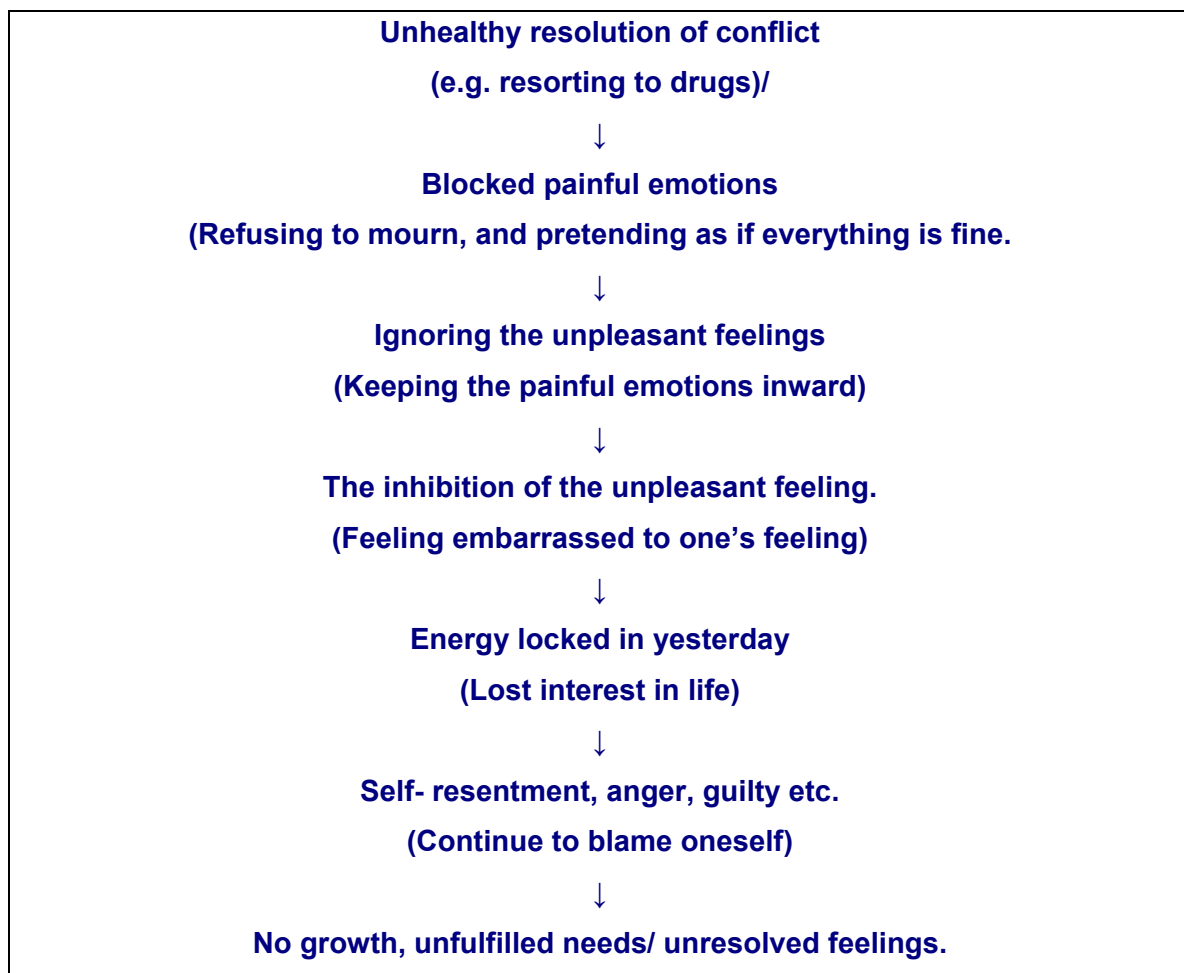 Unhealthy resolution of conflict
(e.g. resorting to drugs)/
↓
Blocked painful emotions
(Refusing to mourn, and pretending as if everything is fine.
↓
Ignoring the unpleasant feelings
(Keeping the painful emotions inward)
↓
The inhibition of the unpleasant feeling.
(Feeling embarrassed to one's feeling)
↓
Energy locked in yesterday
(Lost interest in life)
↓
Self- resentment, anger, guilty etc.
(Continue to blame oneself)
↓
No growth, unfulfilled needs/ unresolved feelings.